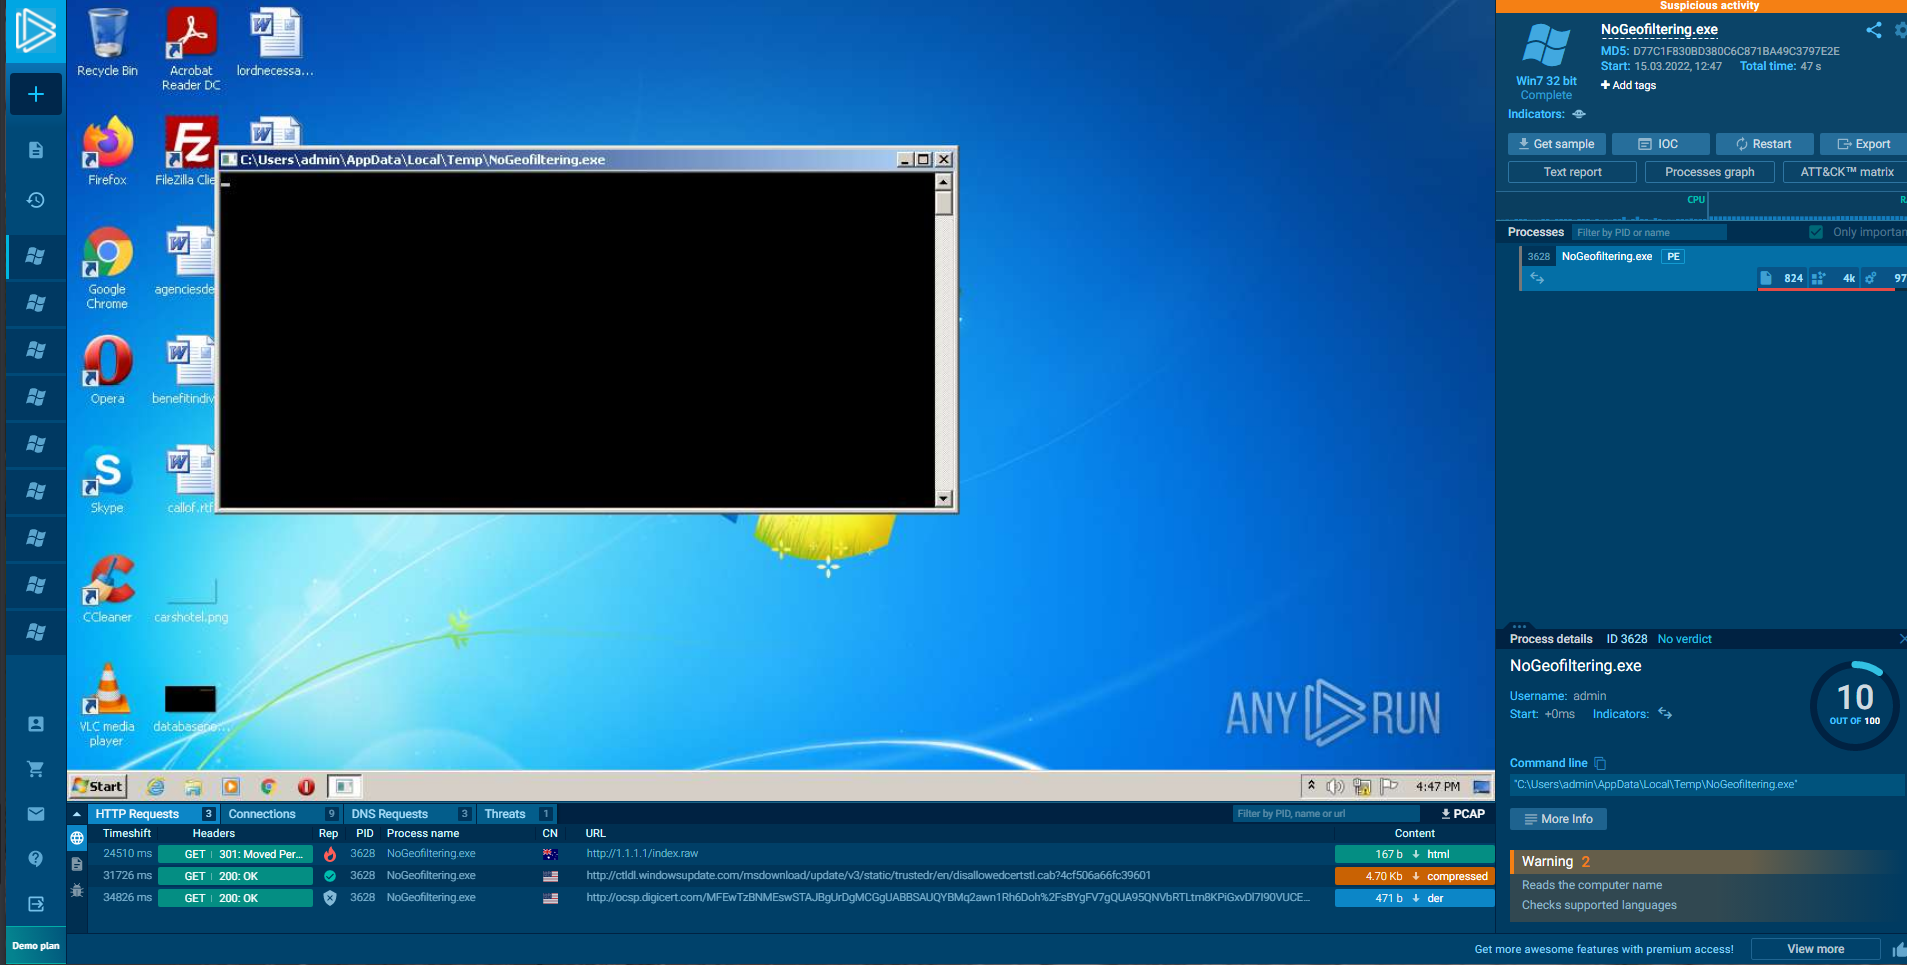 Recycle Bin
Acrobat
Reader DC
lordnecessa...
Firefox
FileZilla Clie
Google
Chrome
agenciesde
Opera
benefitindiv
Skype
callof.rtf
CCleaner
carshotel.png
VLC media
player
databasepo...
C:\Users\admin\AppData\Local\Temp\NoGeofiltering.exe
ANY RUN
Start
4:47 PM
Demo plan
Suspicious activity
NoGeofiltering.exe
MD5: D77C1F830BD380C6C871BA49C3797E2E
Start: 15.03.2022, 12:47 Total time: 47 s
Win7 32 bit
Complete
+ Add tags
Indicators:
Get sample IOC Restart Export
Text report Processes graph ATT&CK™ matrix
CPU R
Processes Filter by PID or name Only importan
3628 NoGeofiltering.exe PE
824 4k 97
Process details ID 3628 No verdict
NoGeofiltering.exe
Username: admin
Start: +0ms Indicators:
10
OUT OF 100
Command line
"C:\Users\admin\AppData\Local\Temp\NoGeofiltering.exe"
More Info
Warning 2
Reads the computer name
Checks supported languages
HTTP Requests 3 Connections 9 DNS Requests 3 Threats 1 Filter by PID, name or url PCAP
Timeshift Headers Rep PID Process name CN URL Content
24510 ms GET 301: Moved Per... 3628 NoGeofiltering.exe http://1.1.1.1/index.raw 167 b html
31726 ms GET 200: OK 3628 NoGeofiltering.exe http://ctldl.windowsupdate.com/msdownload/update/v3/static/trustedr/en/disallowedcertstl.cab?4cf506a66fc39601 4.70 Kb compressed
34826 ms GET 200: OK 3628 NoGeofiltering.exe http://ocsp.digicert.com/MFEwTzBNMEswSTAJBgUrDgMCGgUABBSAUQYBMq2awn1Rh6Doh%2FsBYgFV7gQUA95QNVbRTLtm8KPiGxvDl7I90VUCE... 471 b der
Get more awesome features with premium access! View more